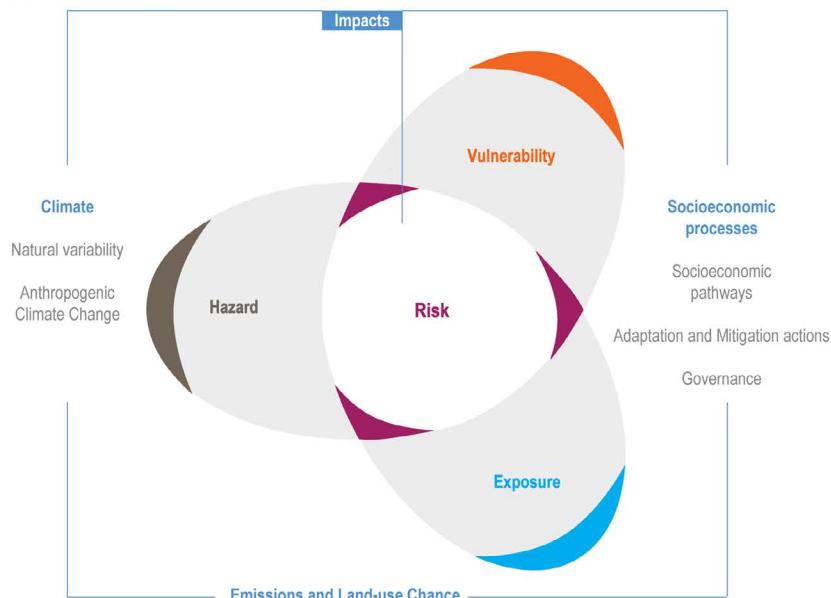 Impacts
Vulnerability
Climate
Natural variability
Anthropogenic
Climate Change
Hazard
Risk
Socioeconomic
processes
Socioeconomic
pathways
Adaptation and Mitigation actions
Governance
Exposure
Emissions and Land-use Chance